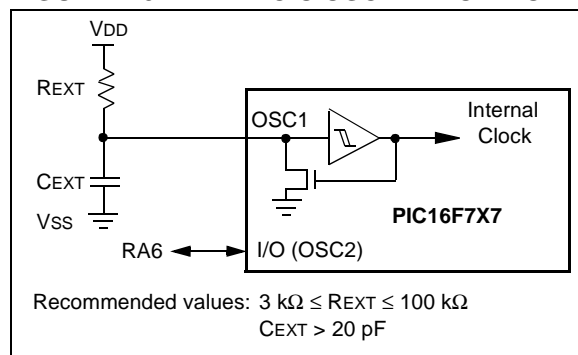 VDD
REXT
OSC1
Internal
Clock
CEXT
PIC16F7X7
VSS
RA6
I/O (OSC2)
Recommended values: 3 kΩ ≤ REXT ≤ 100 kΩ
CEXT > 20 pF